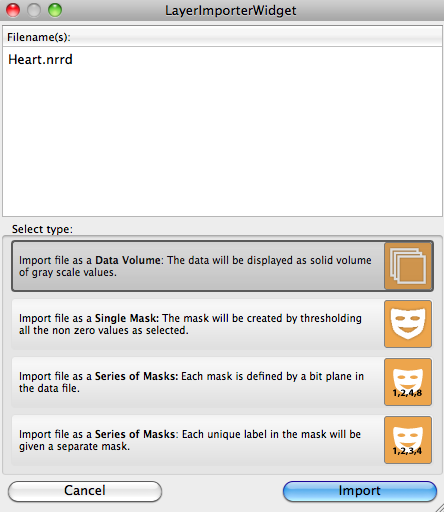 LayerImporterWidget
Filename(s):
Heart.nrrd
Select type:
Import file as a Data Volume: The data will be displayed as solid volume
of gray scale values.
Import file as a Single Mask: The mask will be created by thresholding
all the non zero values as selected.
Import file as a Series of Masks: Each mask is defined by a bit plane in
the data file.
1,2,4,8
Import file as a Series of Masks: Each unique label in the mask will be
given a separate mask.
1,2,3,4
Cancel
Import